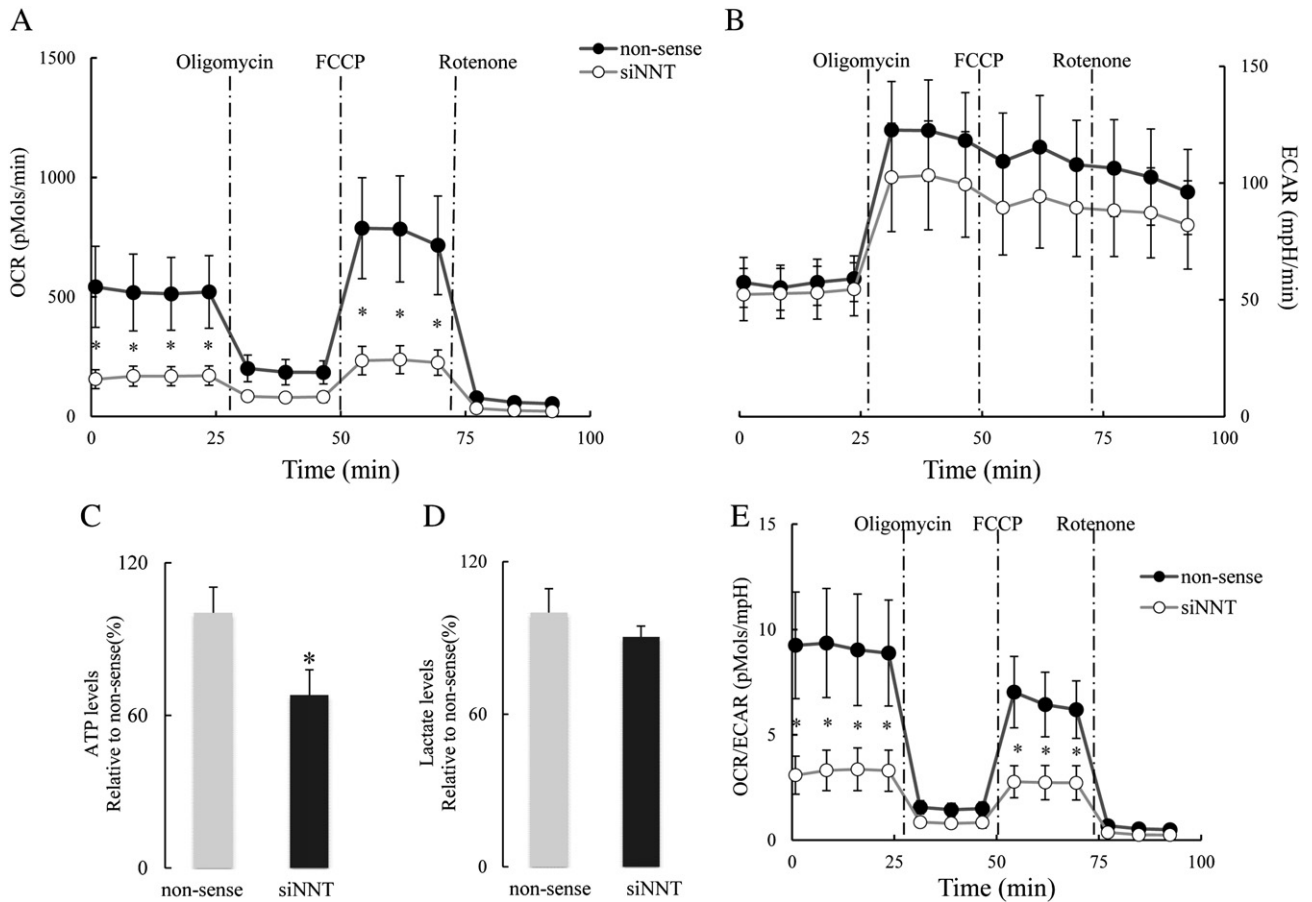 A
1500
1000
500
0
OCR (pMols/min)
Oligomycin
FCCP
Rotenone
non-sense
siNNT
* * * * * * *
0 25 50 75 100
Time (min)
B
Oligomycin
FCCP
Rotenone
150
100
50
0
ECAR (mpH/min)
0 25 50 75 100
Time (min)
C
120
60
0
ATP levels
Relative to non-sense(%)
*
non-sense siNNT
D
120
60
0
Lactate levels
Relative to non-sense(%)
non-sense siNNT
E
15
10
5
0
OCR/ECAR (pMols/mpH)
Oligomycin
FCCP
Rotenone
non-sense
siNNT
* * * * * * *
0 25 50 75 100
Time (min)